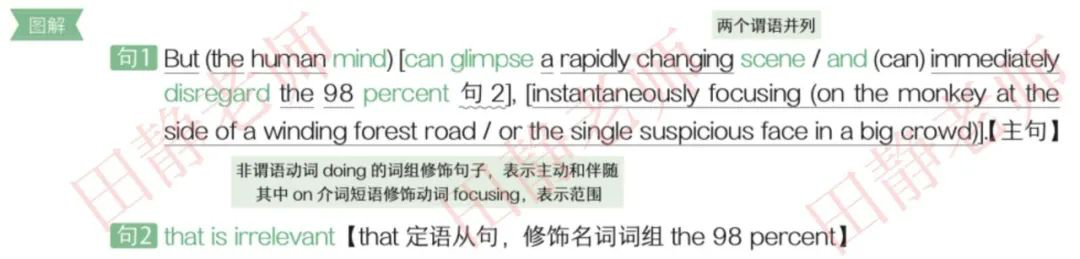 图解
两个谓语并列
句1 But (the human mind) [can glimpse a rapidly changing scene / and (can) immediately
disregard the 98 percent 句 2], [instantaneously focusing (on the monkey at the
side of a winding forest road / or the single suspicious face in a big crowd)].【主句】
非谓语动词 doing 的词组修饰句子，表示主动和伴随
其中 on 介词短语修饰动词 focusing，表示范围
句2 that is irrelevant【that 定语从句，修饰名词词组 the 98 percent】
田静老师
田静老师
田静老师